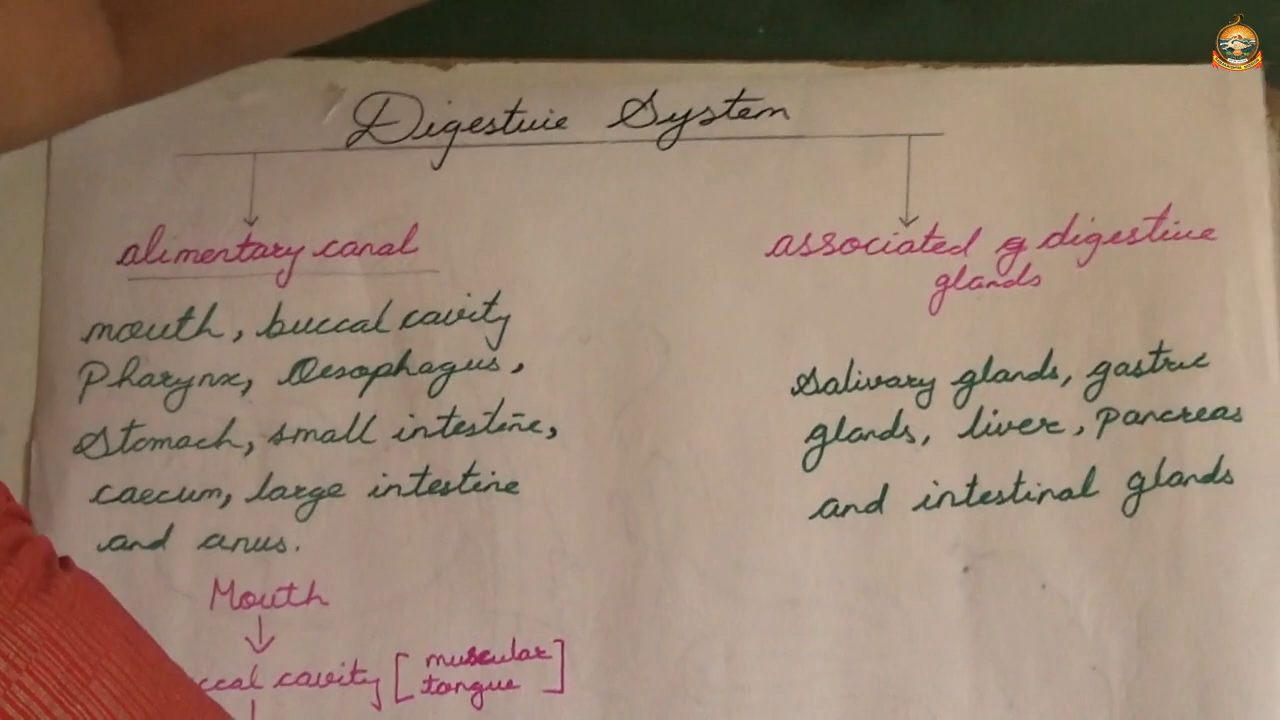 Digestive System
alimentary canal
mouth, buccal cavity
Pharynx, Oesophagus,
Stomach, small intestine,
caecum, large intestine
and anus.
Mouth
cavity [muscular
tongue]
associated digestive
glands
Salivary glands, gastric
glands, liver, Pancreas
and intestinal glands